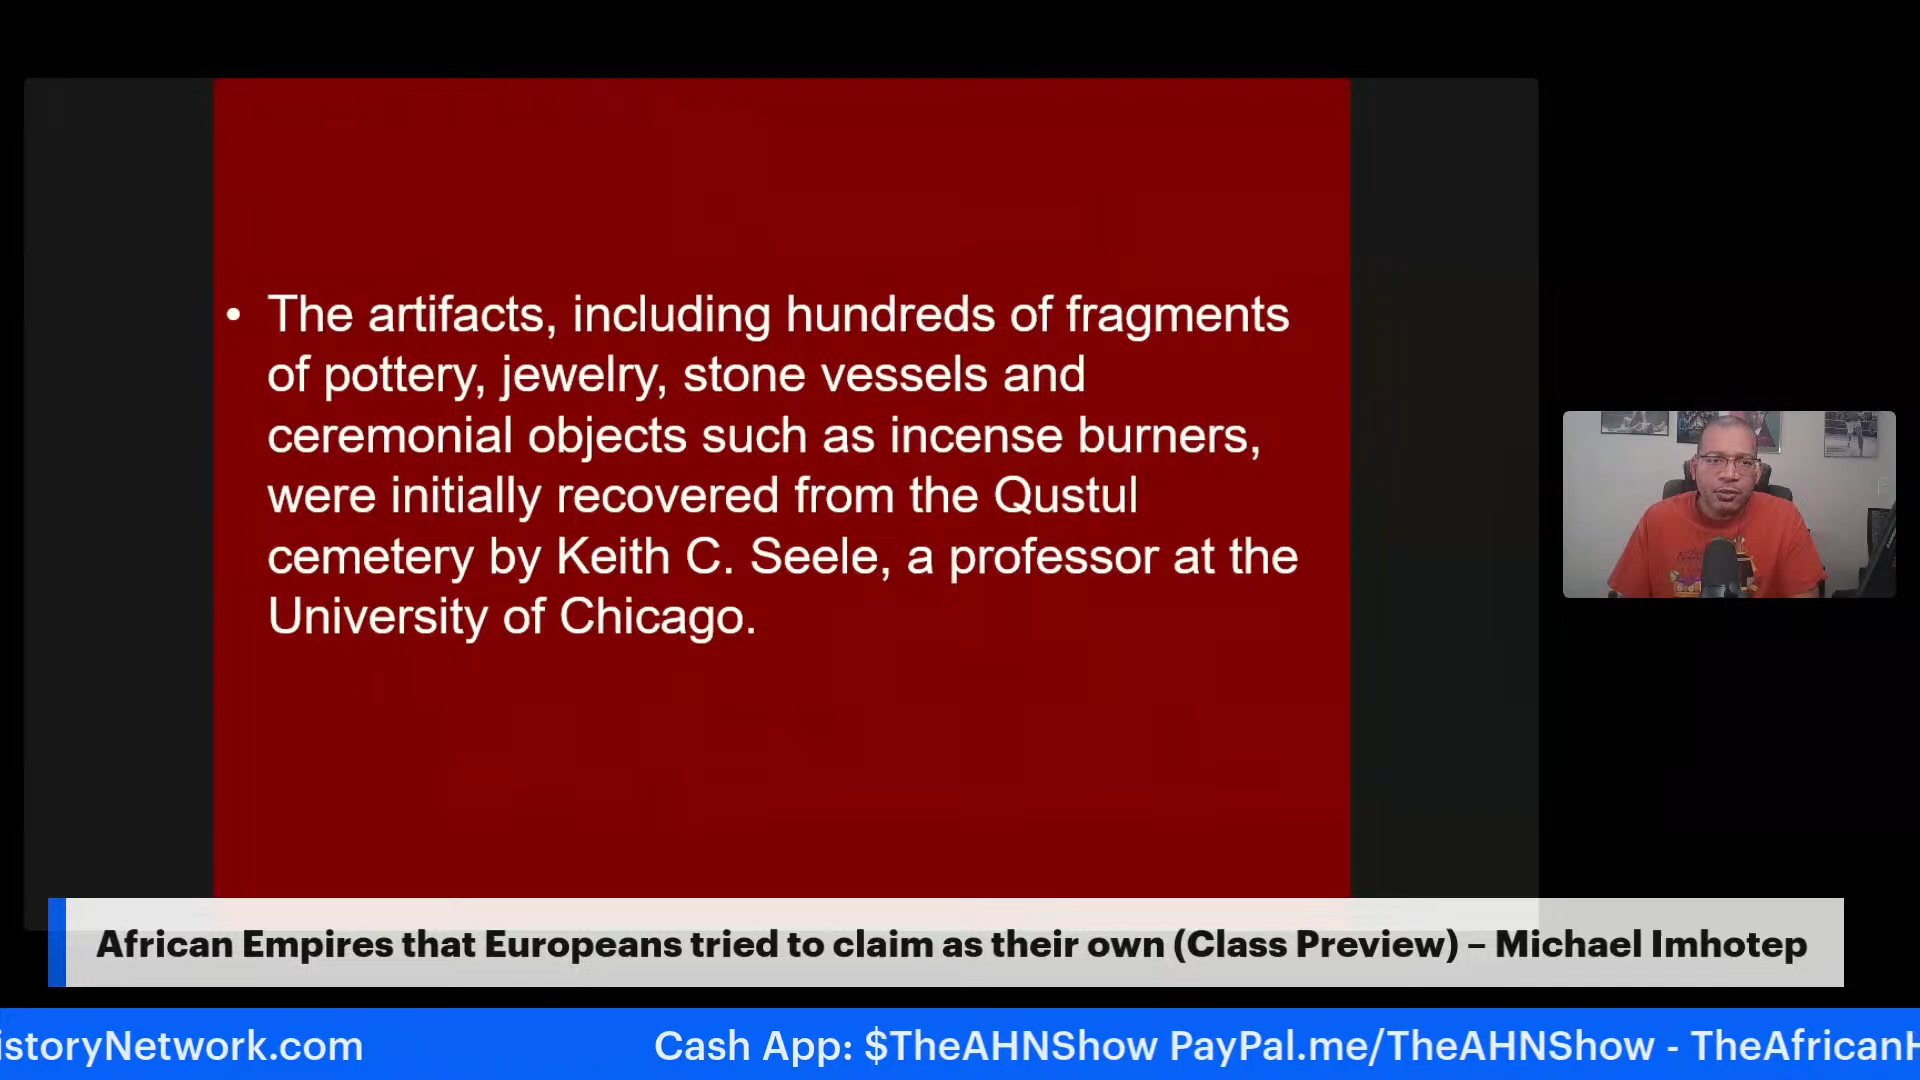 • The artifacts, including hundreds of fragments
of pottery, jewelry, stone vessels and
ceremonial objects such as incense burners,
were initially recovered from the Qustul
cemetery by Keith C. Seele, a professor at the
University of Chicago.
African Empires that Europeans tried to claim as their own (Class Preview) – Michael Imhotep
istoryNetwork.com Cash App: $TheAHNShow PayPal.me/TheAHNShow - TheAfricanH